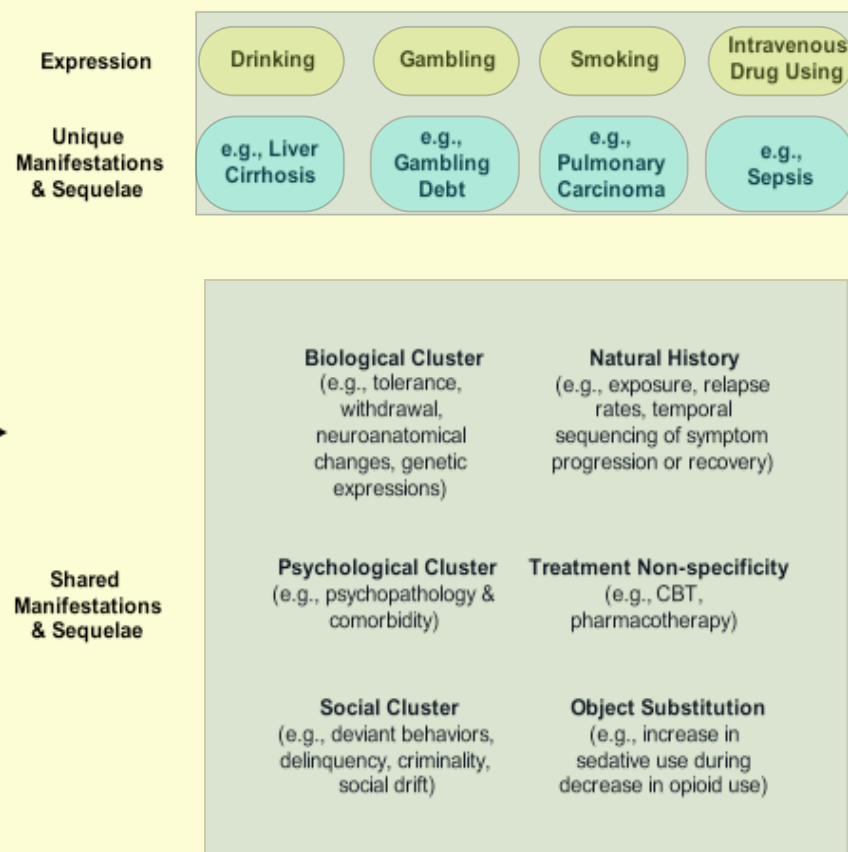 Expression
Drinking
Gambling
Smoking
Intravenous
Drug Using
Unique
Manifestations
& Sequelae
e.g., Liver
Cirrhosis
e.g.,
Gambling
Debt
e.g.,
Pulmonary
Carcinoma
e.g.,
Sepsis
Shared
Manifestations
& Sequelae
Biological Cluster
(e.g., tolerance,
withdrawal,
neuroanatomical
changes, genetic
expressions)
Natural History
(e.g., exposure, relapse
rates, temporal
sequencing of symptom
progression or recovery)
Psychological Cluster
(e.g., psychopathology &
comorbidity)
Treatment Non-specificity
(e.g., CBT,
pharmacotherapy)
Social Cluster
(e.g., deviant behaviors,
delinquency, criminality,
social drift)
Object Substitution
(e.g., increase in
sedative use during
decrease in opioid use)